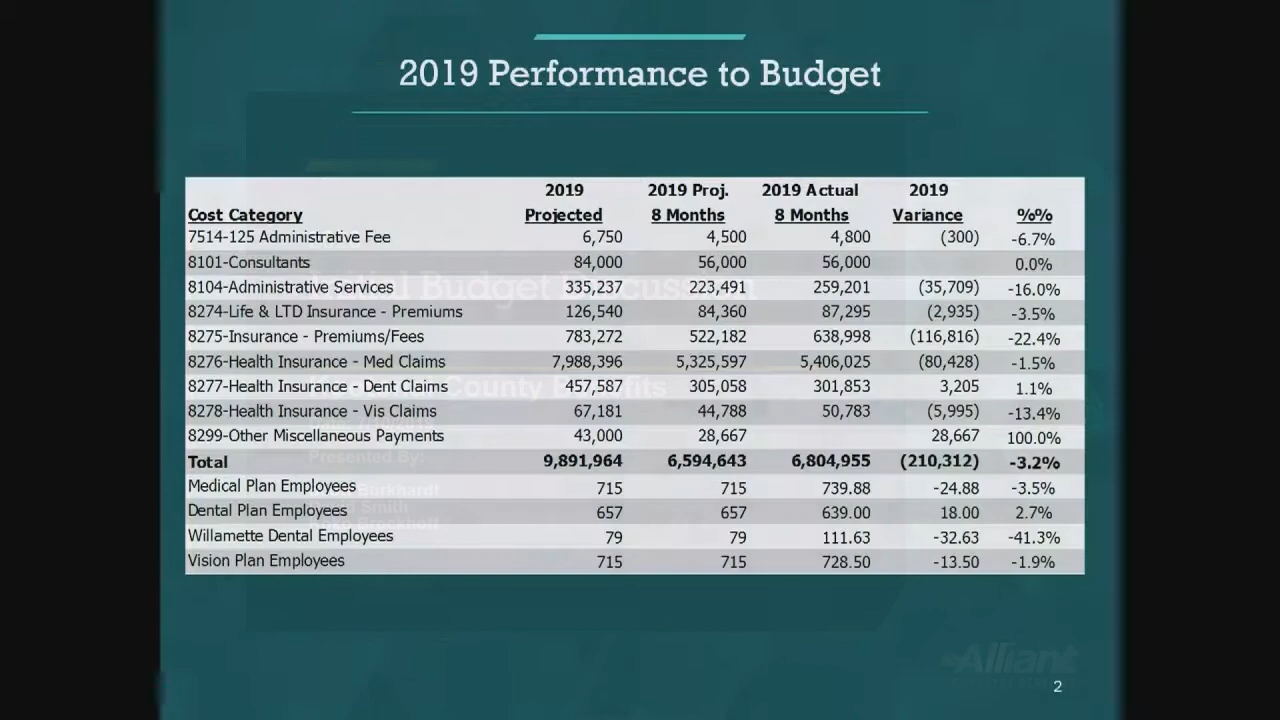 2019 Performance to Budget
2019 2019 Proj. 2019 Actual 2019
Cost Category Projected 8 Months 8 Months Variance %%
7514-125 Administrative Fee 6,750 4,500 4,800 (300) -6.7%
8101-Consultants 84,000 56,000 56,000 0.0%
8104-Administrative Services 335,237 223,491 259,201 (35,709) -16.0%
8274-Life & LTD Insurance - Premiums 126,540 84,360 87,295 (2,935) -3.5%
8275-Insurance - Premiums/Fees 783,272 522,182 638,998 (116,816) -22.4%
8276-Health Insurance - Med Claims 7,988,396 5,325,597 5,406,025 (80,428) -1.5%
8277-Health Insurance - Dent Claims 457,587 305,058 301,853 3,205 1.1%
8278-Health Insurance - Vis Claims 67,181 44,788 50,783 (5,995) -13.4%
8299-Other Miscellaneous Payments 43,000 28,667 28,667 100.0%
Total 9,891,964 6,594,643 6,804,955 (210,312) -3.2%
Medical Plan Employees 715 715 739.88 -24.88 -3.5%
Dental Plan Employees 657 657 639.00 18.00 2.7%
Willamette Dental Employees 79 79 111.63 -32.63 -41.3%
Vision Plan Employees 715 715 728.50 -13.50 -1.9%
Initial Budget Discussion
County Benefits
Presented By:
Burkhardt
Smith
Alliant
2